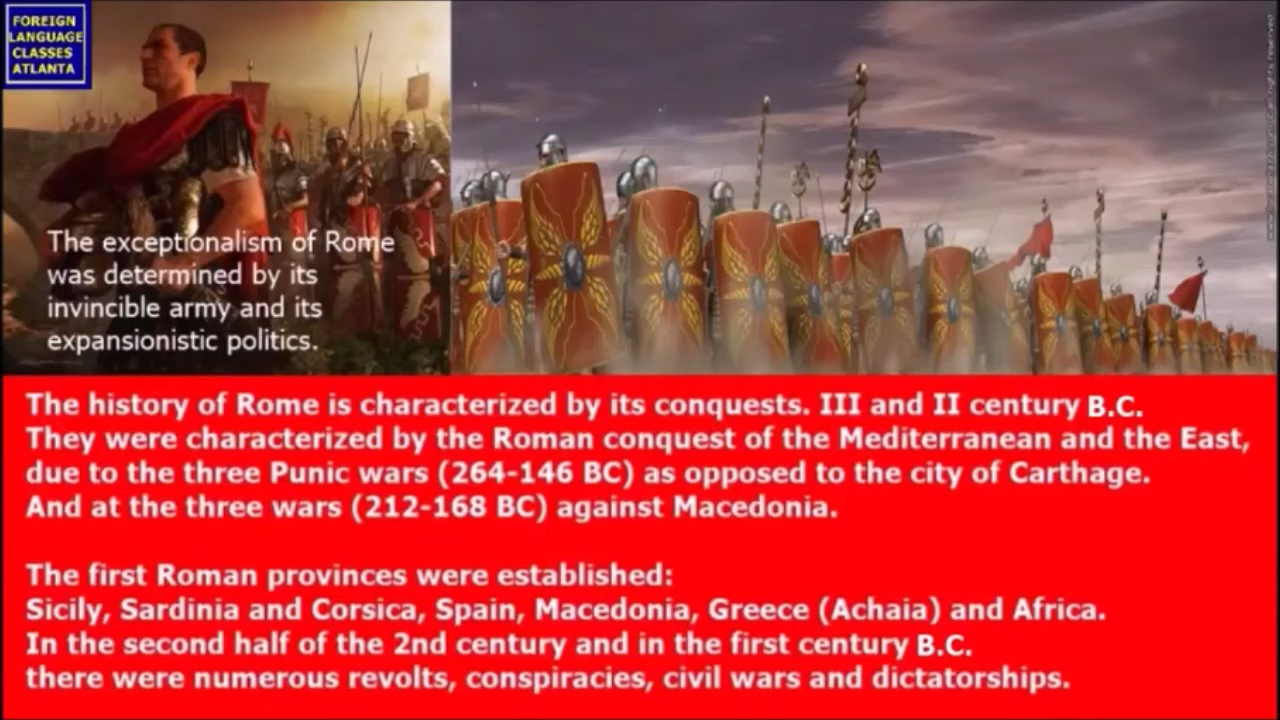 FOREIGN
LANGUAGE
CLASSES
ATLANTA
The exceptionalism of Rome
was determined by its
invincible army and its
expansionistic politics.
The history of Rome is characterized by its conquests. III and II century B.C.
They were characterized by the Roman conquest of the Mediterranean and the East,
due to the three Punic wars (264-146 BC) as opposed to the city of Carthage.
And at the three wars (212-168 BC) against Macedonia.
The first Roman provinces were established:
Sicily, Sardinia and Corsica, Spain, Macedonia, Greece (Achaia) and Africa.
In the second half of the 2nd century and in the first century B.C.
there were numerous revolts, conspiracies, civil wars and dictatorships.